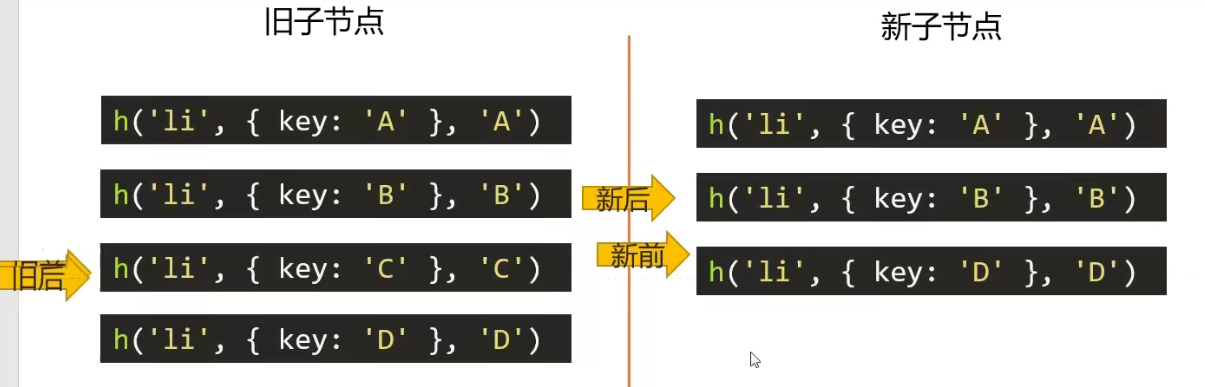 旧子节点
新子节点
h('li', { key: 'A' }, 'A')
h('li', { key: 'B' }, 'B')
旧后
h('li', { key: 'C' }, 'C')
h('li', { key: 'D' }, 'D')
h('li', { key: 'A' }, 'A')
新后
h('li', { key: 'B' }, 'B')
新前
h('li', { key: 'D' }, 'D')